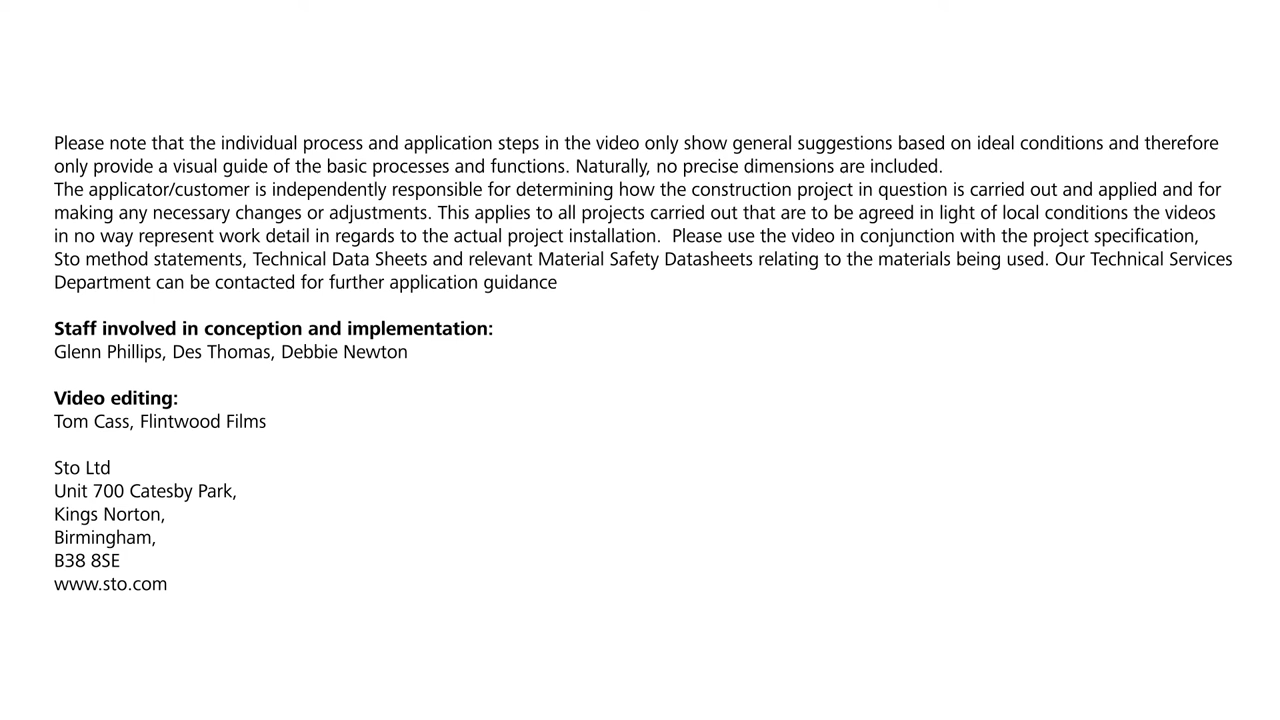 Please note that the individual process and application steps in the video only show general suggestions based on ideal conditions and therefore
only provide a visual guide of the basic processes and functions. Naturally, no precise dimensions are included.
The applicator/customer is independently responsible for determining how the construction project in question is carried out and applied and for
making any necessary changes or adjustments. This applies to all projects carried out that are to be agreed in light of local conditions the videos
in no way represent work detail in regards to the actual project installation.  Please use the video in conjunction with the project specification,
Sto method statements, Technical Data Sheets and relevant Material Safety Datasheets relating to the materials being used. Our Technical Services
Department can be contacted for further application guidance
Staff involved in conception and implementation:
Glenn Phillips, Des Thomas, Debbie Newton
Video editing:
Tom Cass, Flintwood Films
Sto Ltd
Unit 700 Catesby Park,
Kings Norton,
Birmingham,
B38 8SE
www.sto.com